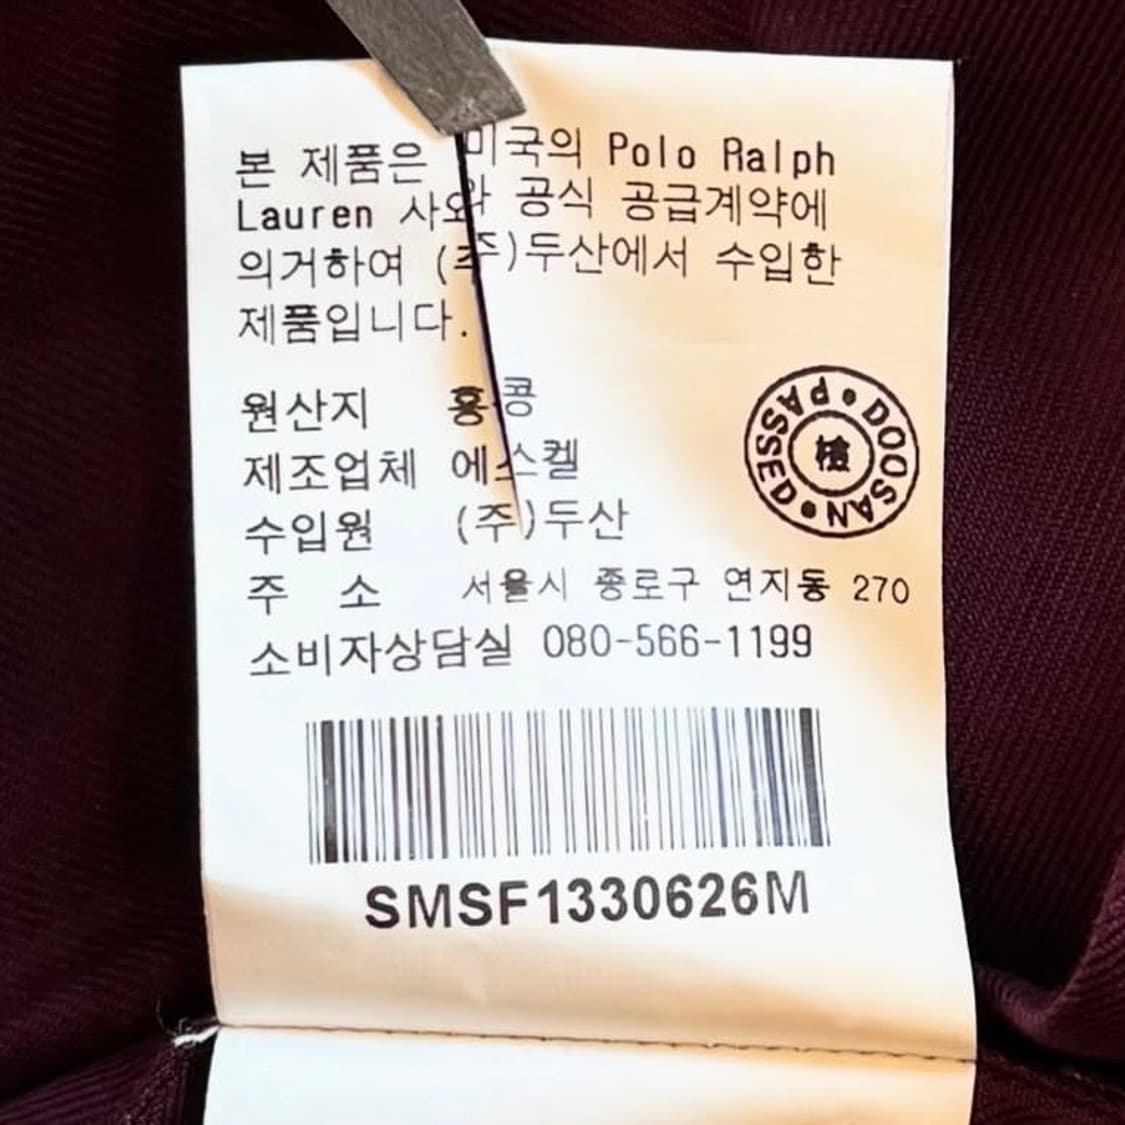 본 제품은 미국의 Polo Ralph
Lauren 사와 공식 공급계약에
의거하여 (주)두산에서 수입한
제품입니다.
원산지 홍콩
제조업체 에스켈
수입원 (주)두산
주 소 서울시 종로구 연지동 270
소비자상담실 080-566-1199
PASSED • DOOSAN •
檢
SMSF1330626M